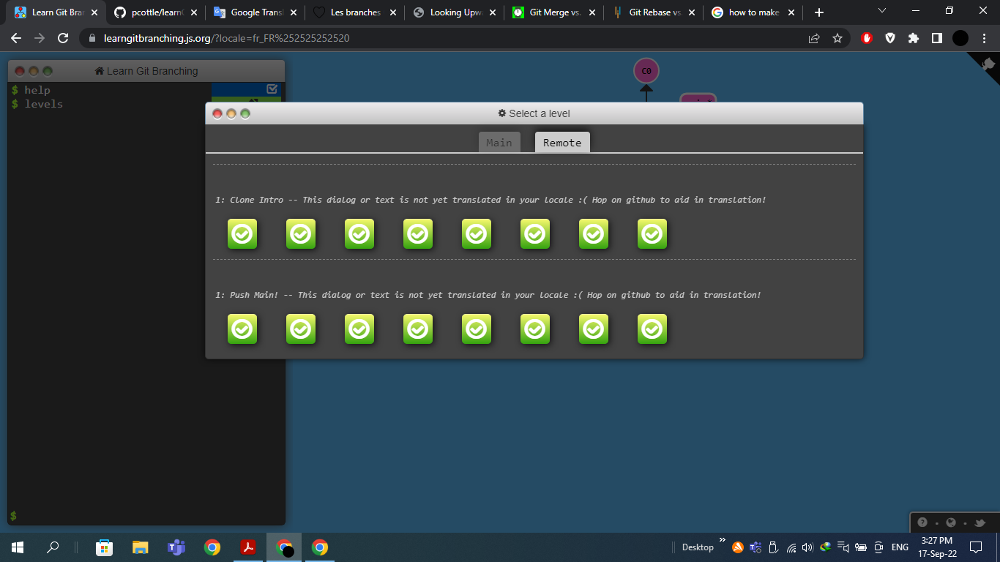 Learn Git Bran
pcottle/learn
Google Transl
Les branches
Looking Upw
Git Merge vs.
Git Rebase vs
how to make
learngitbranching.js.org/?locale=fr_FR%252525252520
Learn Git Branching
$ help
$ levels
C0
Select a level
Main
Remote
1: Clone Intro -- This dialog or text is not yet translated in your locale :( Hop on github to aid in translation!
1: Push Main! -- This dialog or text is not yet translated in your locale :( Hop on github to aid in translation!
$
Desktop
ENG
3:27 PM
17-Sep-22